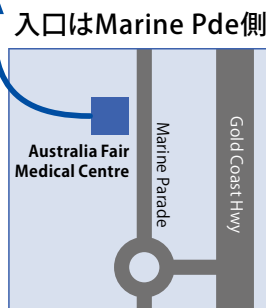 入口はMarine Pde側
Australia Fair
Medical Centre
Marine Parade
Gold Coast Hwy